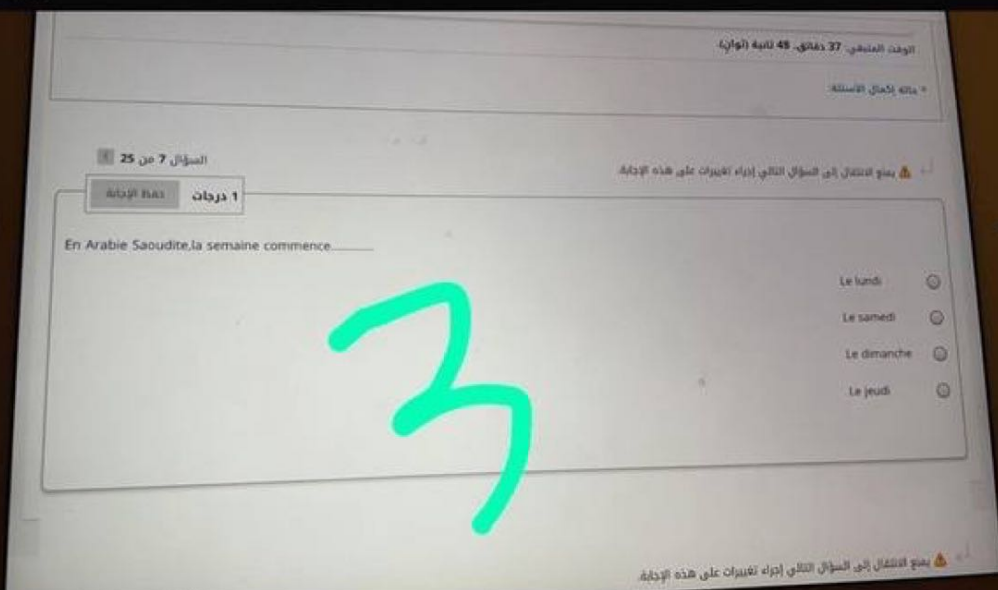 الوقت المتبقي: 37 دقائق، 48 ثانية (ثوانٍ).
حالة إكمال الأسئلة:
السؤال 7 من 25
يمنع الانتقال إلى السؤال التالي إجراء تغييرات على هذه الإجابة.
1 درجات
حفظ الإجابة
En Arabie Saoudite,la semaine commence..........
Le lundi
Le samedi
Le dimanche
Le jeudi
3
يمنع الانتقال إلى السؤال التالي إجراء تغييرات على هذه الإجابة.